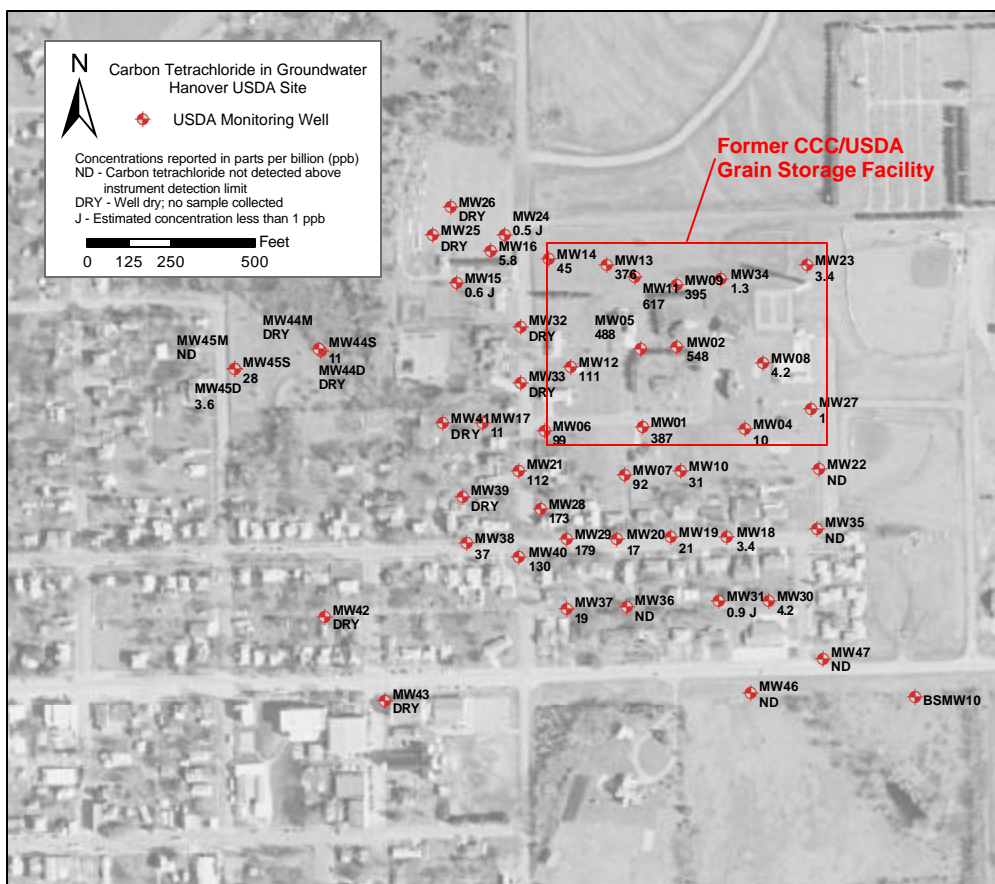 N
Carbon Tetrachloride in Groundwater
Hanover USDA Site
USDA Monitoring Well
Concentrations reported in parts per billion (ppb)
ND - Carbon tetrachloride not detected above
instrument detection limit
DRY - Well dry; no sample collected
J - Estimated concentration less than 1 ppb
Feet
0 125 250 500
Former CCC/USDA
Grain Storage Facility
MW26
DRY
MW25
DRY
MW24
0.5 J
MW16
5.8
MW15
0.6 J
MW14
45
MW13
376
MW11
617
MW09
395
MW34
1.3
MW23
3.4
MW32
DRY
MW05
488
MW02
548
MW08
4.2
MW12
111
MW33
DRY
MW44M
DRY
MW44S
11
MW44D
DRY
MW45M
ND
MW45S
28
MW45D
3.6
MW41
DRY
MW17
11
MW06
99
MW01
387
MW04
10
MW27
1
MW21
112
MW07
92
MW10
31
MW22
ND
MW39
DRY
MW28
173
MW38
37
MW40
130
MW29
179
MW20
17
MW19
21
MW18
3.4
MW35
ND
MW42
DRY
MW37
19
MW36
ND
MW31
0.9 J
MW30
4.2
MW47
ND
MW43
DRY
MW46
ND
BSMW10